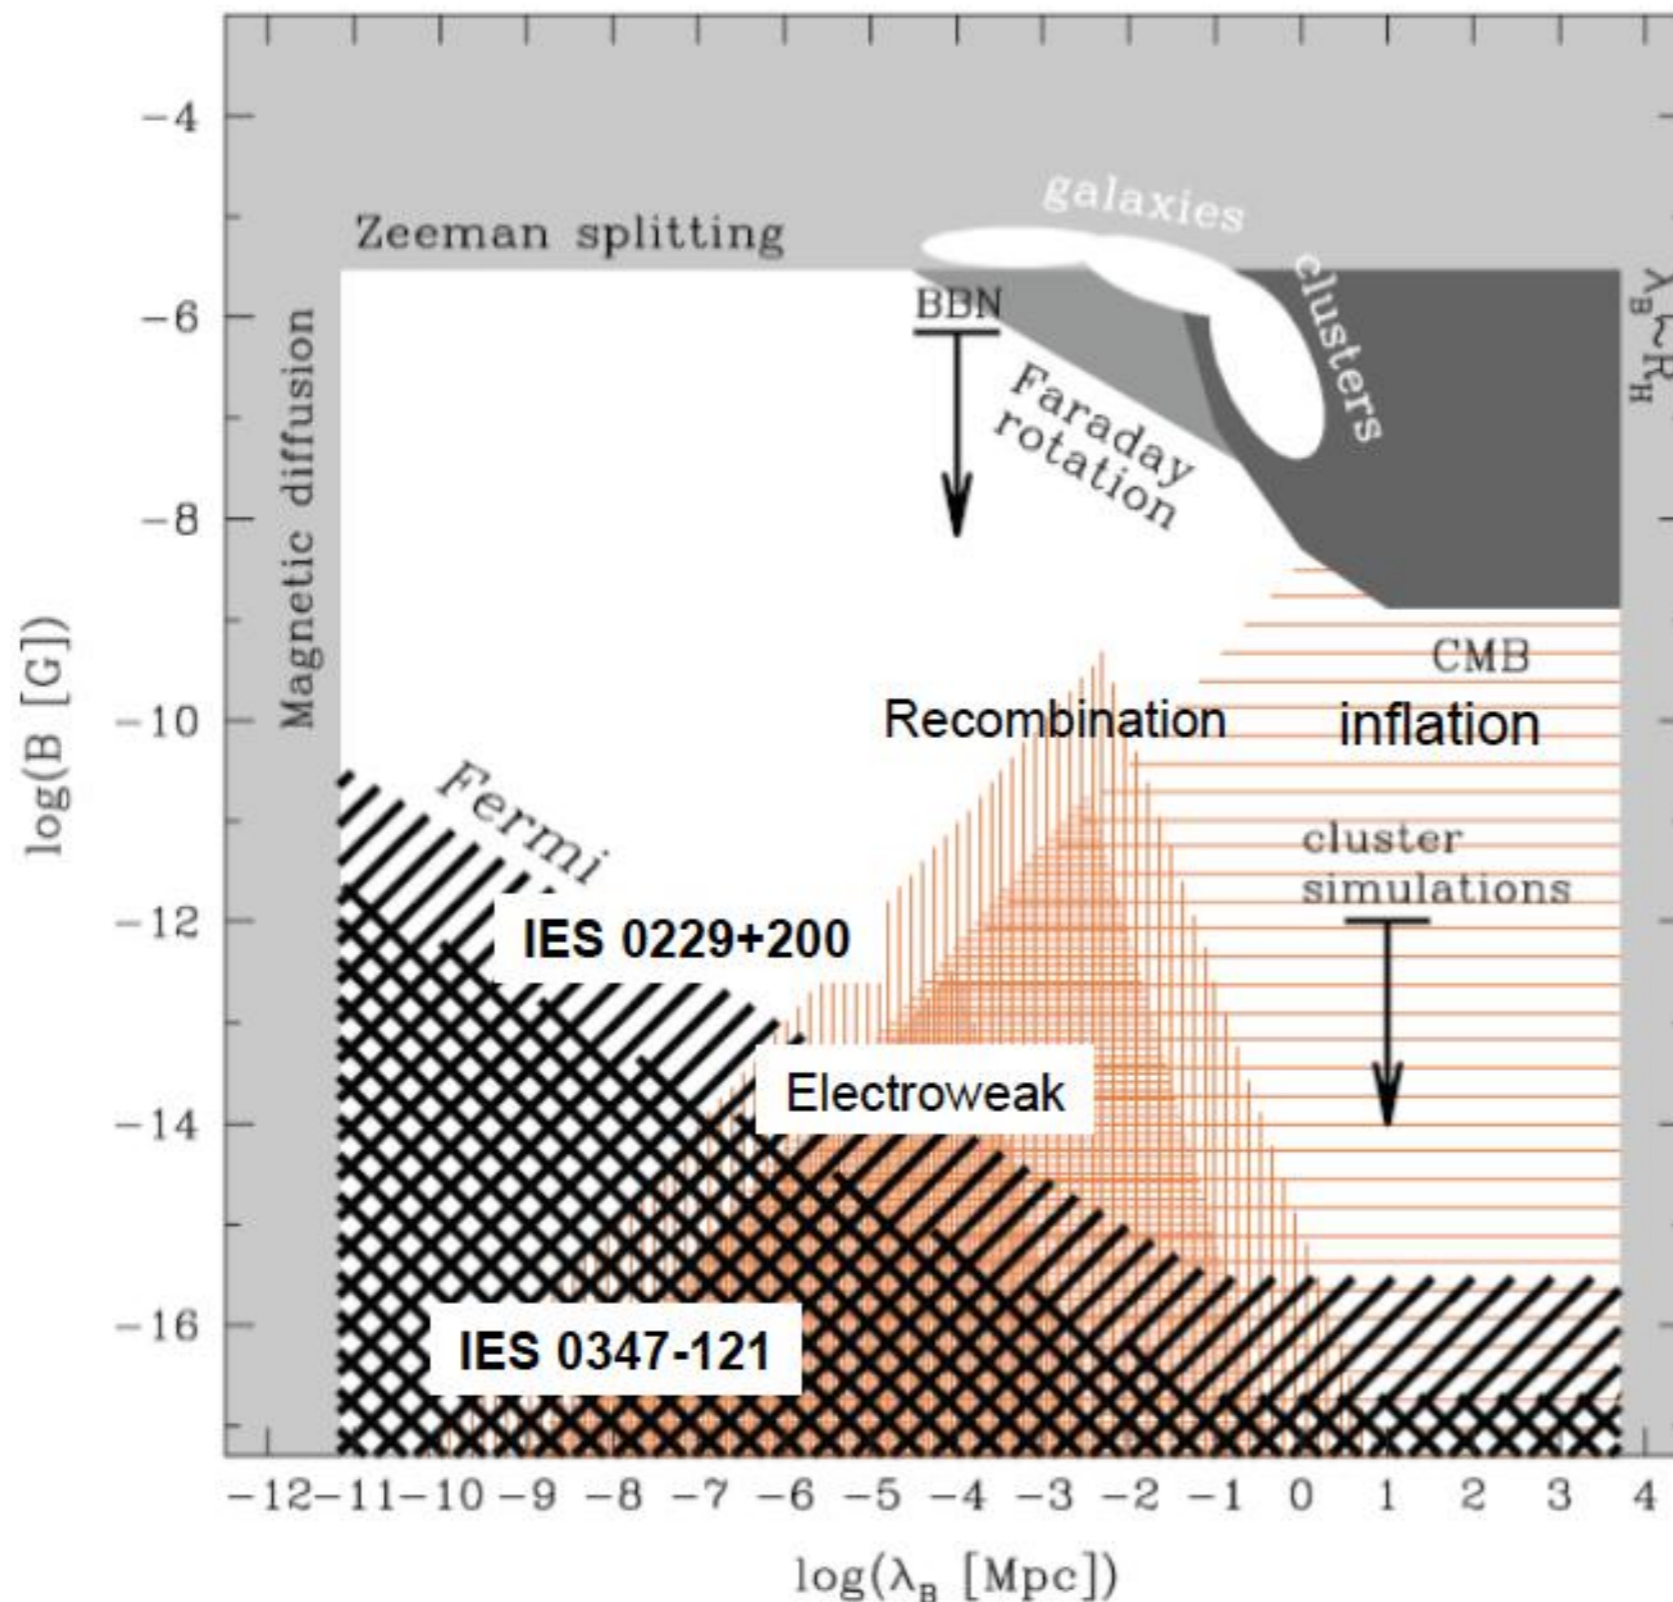 galaxies
Zeeman splitting
clusters
BBN
λB~RH
Faraday
rotation
Magnetic diffusion
CMB
Recombination
inflation
Fermi
cluster
simulations
IES 0229+200
Electroweak
IES 0347-121
log(B [G])
−4
−6
−8
−10
−12
−14
−16
−12 −11 −10 −9 −8 −7 −6 −5 −4 −3 −2 −1 0 1 2 3 4
log(λB [Mpc])